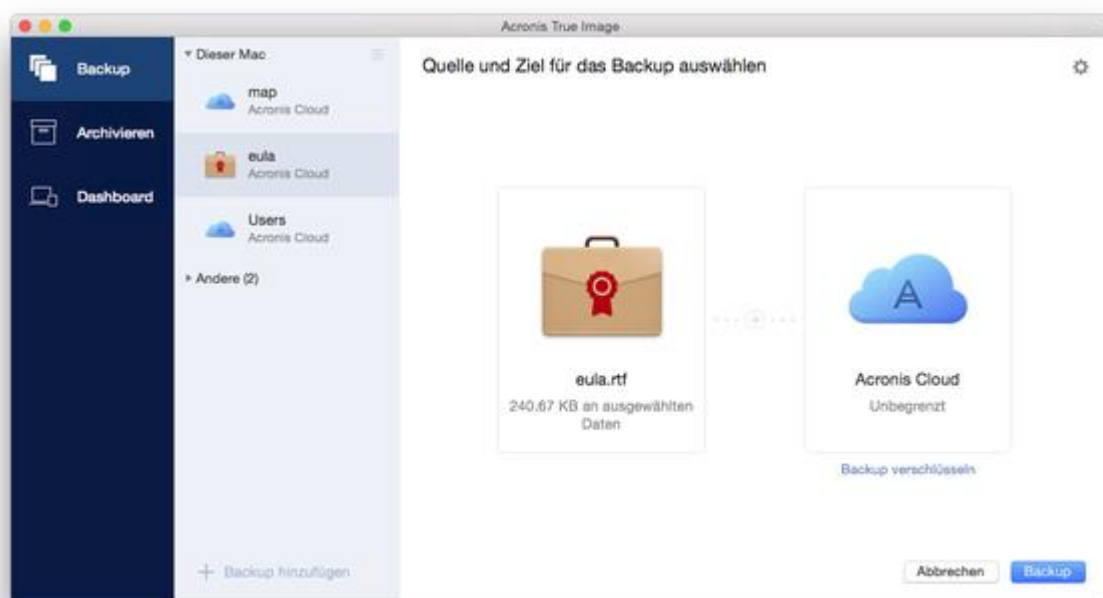 Acronis True Image
Backup
Archivieren
Dashboard
Dieser Mac
map
Acronis Cloud
eula
Acronis Cloud
Users
Acronis Cloud
Andere (2)
Backup hinzufügen
Quelle und Ziel für das Backup auswählen
eula.rtf
240.67 KB an ausgewählten
Daten
Acronis Cloud
Unbegrenzt
Backup verschlüsseln
Abbrechen
Backup